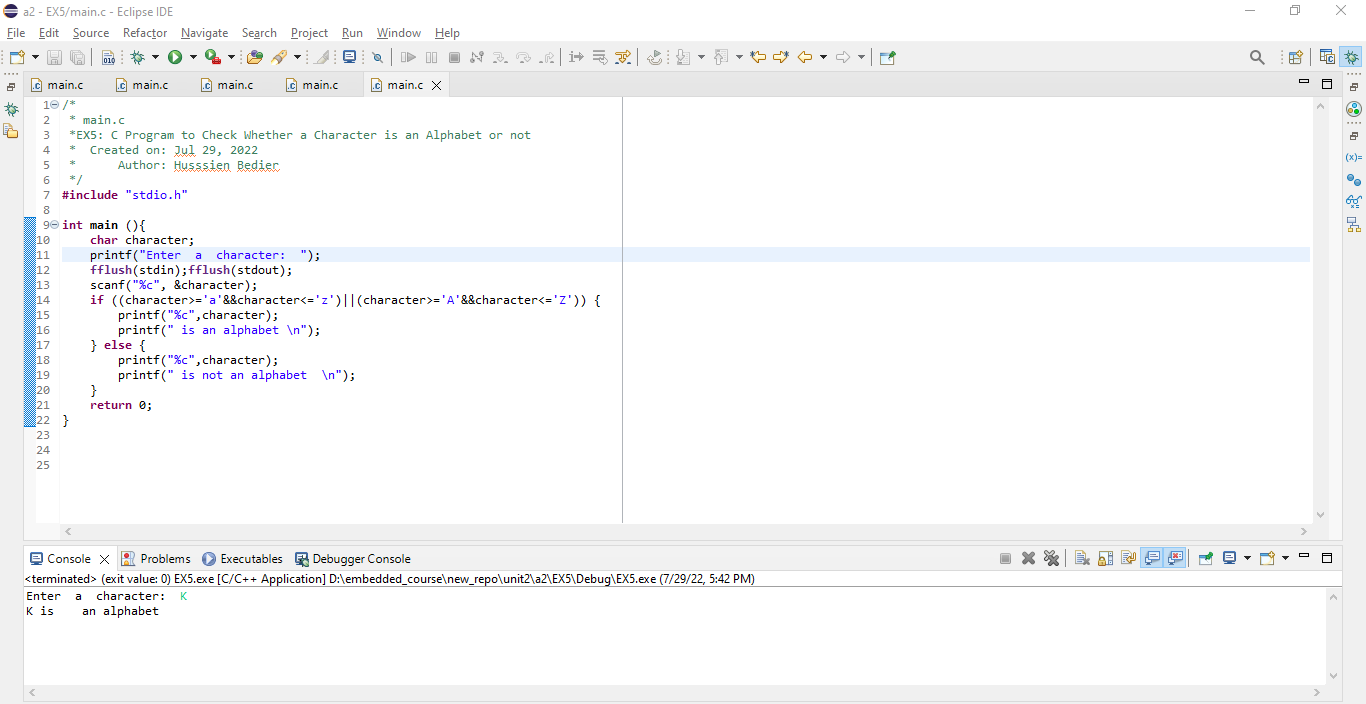 a2 - EX5/main.c - Eclipse IDE
File Edit Source Refactor Navigate Search Project Run Window Help
main.c main.c main.c main.c main.c
1 /*
2  * main.c
3  *EX5: C Program to Check Whether a Character is an Alphabet or not
4  *  Created on: Jul 29, 2022
5  *      Author: Husssien Bedier
6  */
7 #include "stdio.h"
8
9 int main (){
10     char character;
11     printf("Enter  a  character:  ");
12     fflush(stdin);fflush(stdout);
13     scanf("%c", &character);
14     if ((character>='a'&&character<='z')||(character>='A'&&character<='Z')) {
15         printf("%c",character);
16         printf(" is an alphabet \n");
17     } else {
18         printf("%c",character);
19         printf(" is not an alphabet  \n");
20     }
21     return 0;
22 }
23
24
25
Console Problems Executables Debugger Console
<terminated> (exit value: 0) EX5.exe [C/C++ Application] D:\embedded_course\new_repo\unit2\a2\EX5\Debug\EX5.exe (7/29/22, 5:42 PM)
Enter  a  character:  K
K is    an alphabet